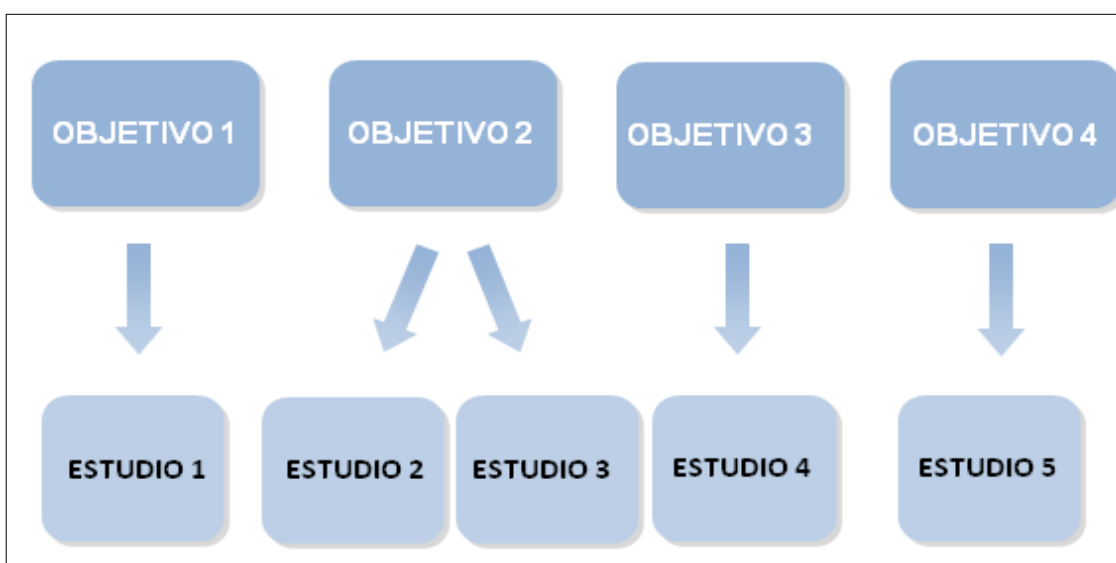 OBJETIVO 1
OBJETIVO 2
OBJETIVO 3
OBJETIVO 4
ESTUDIO 1
ESTUDIO 2
ESTUDIO 3
ESTUDIO 4
ESTUDIO 5